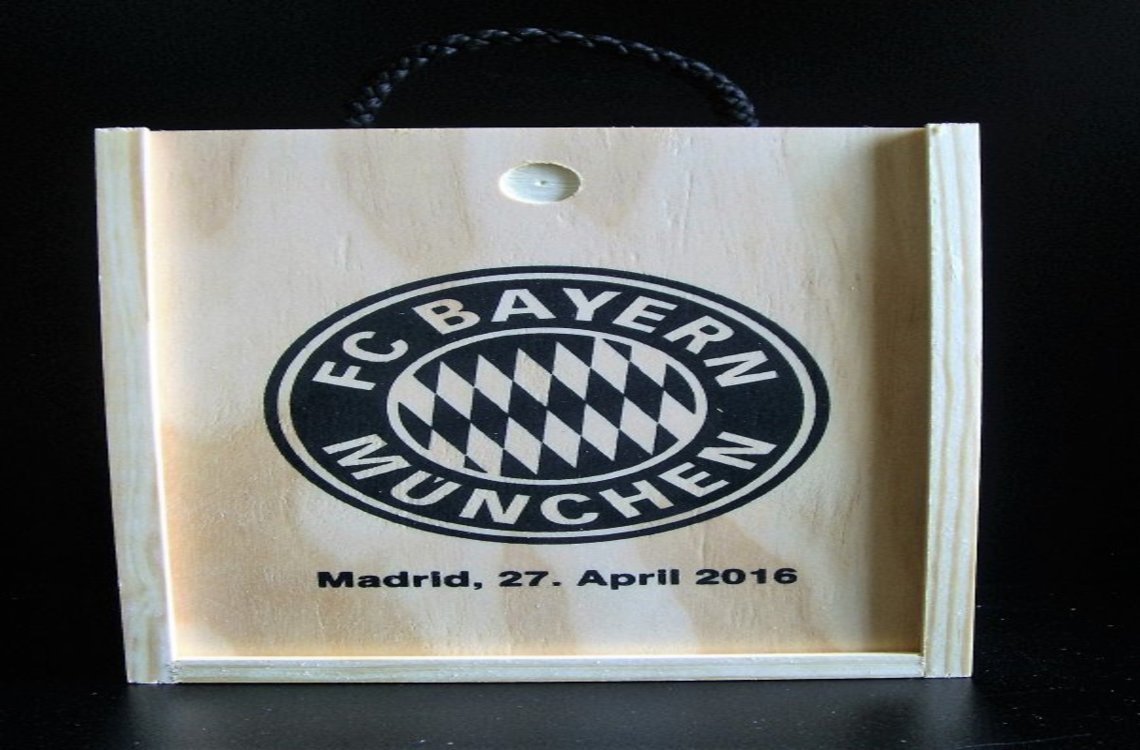 FC BAYERN
MÜNCHEN
Madrid, 27. April 2016